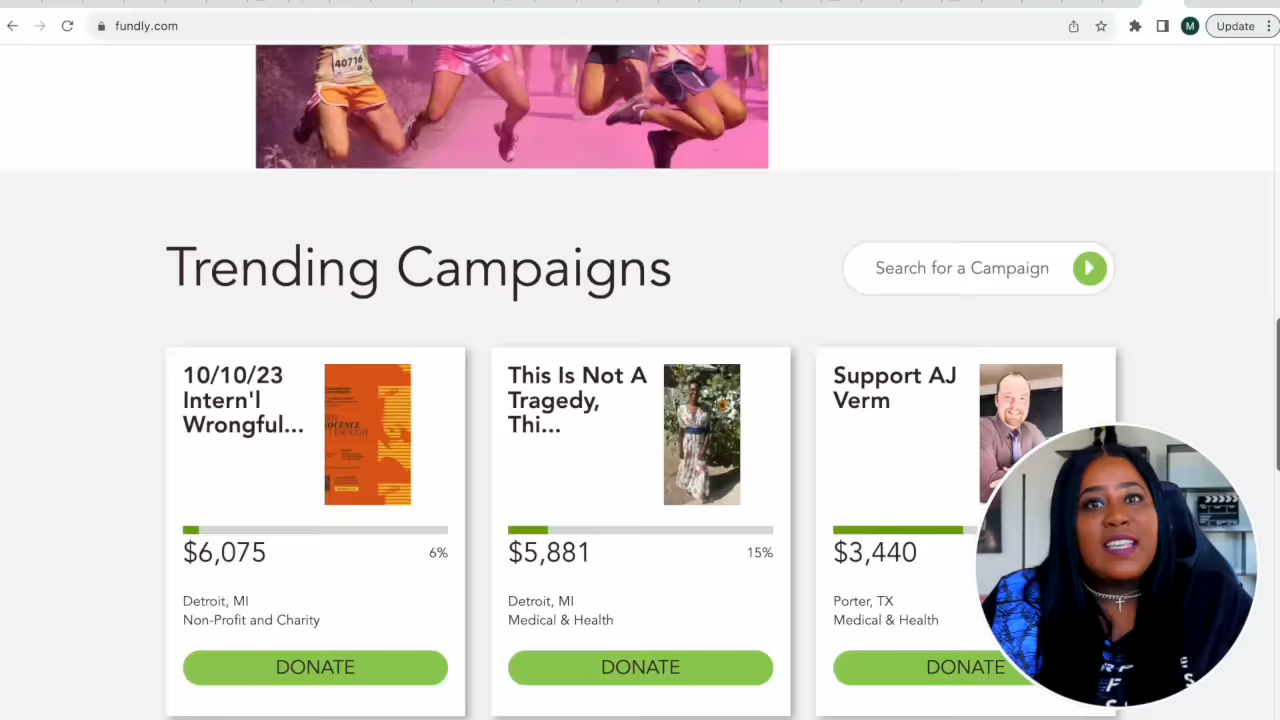 fundly.com
M
Update
40716
Trending Campaigns
Search for a Campaign
10/10/23
Intern'l
Wrongful...
$6,075
6%
Detroit, MI
Non-Profit and Charity
DONATE
This Is Not A
Tragedy,
Thi...
$5,881
15%
Detroit, MI
Medical & Health
DONATE
Support AJ
Verm
$3,440
Porter, TX
Medical & Health
DONATE